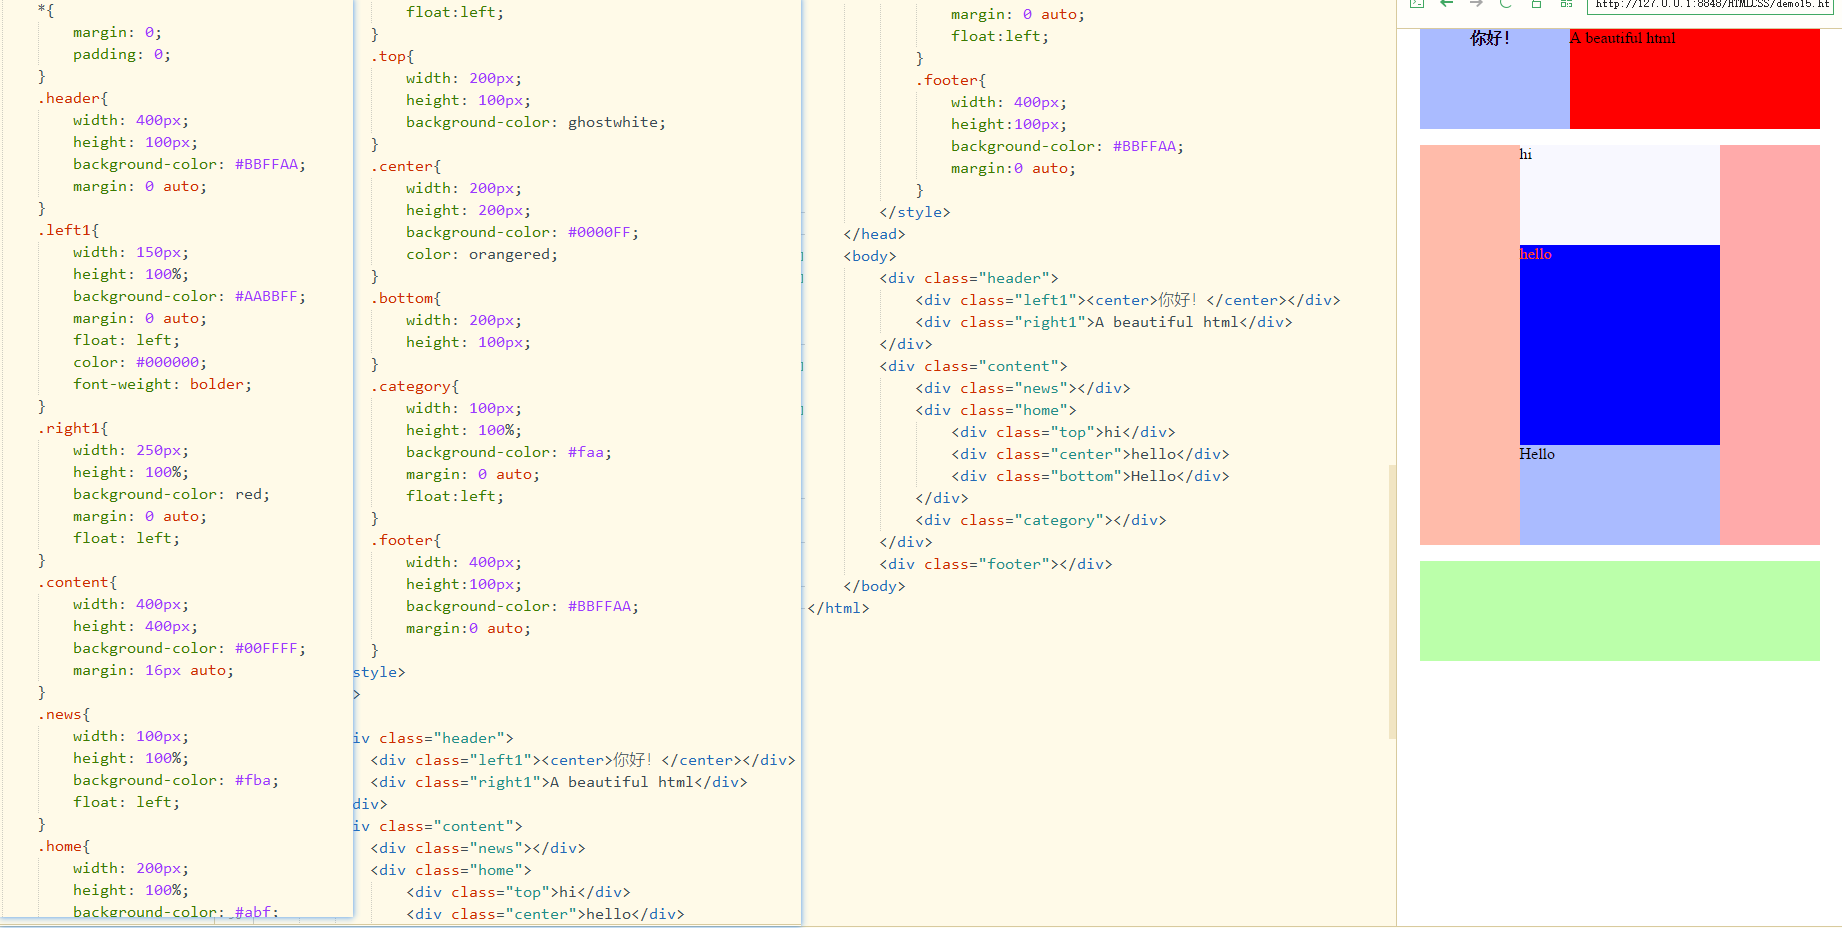 *{
margin: 0;
padding: 0;
}
.header{
width: 400px;
height: 100px;
background-color: #BBFFAA;
margin: 0 auto;
}
.left1{
width: 150px;
height: 100%;
background-color: #AABBFF;
margin: 0 auto;
float: left;
color: #000000;
font-weight: bolder;
}
.right1{
width: 250px;
height: 100%;
background-color: red;
margin: 0 auto;
float: left;
}
.content{
width: 400px;
height: 400px;
background-color: #00FFFF;
margin: 16px auto;
}
.news{
width: 100px;
height: 100%;
background-color: #fba;
float: left;
}
.home{
width: 200px;
height: 100%;
background-color: #abf;
float:left;
}
.top{
width: 200px;
height: 100px;
background-color: ghostwhite;
}
.center{
width: 200px;
height: 200px;
background-color: #0000FF;
color: orangered;
}
.bottom{
width: 200px;
height: 100px;
}
.category{
width: 100px;
height: 100%;
background-color: #faa;
margin: 0 auto;
float:left;
}
.footer{
width: 400px;
height:100px;
background-color: #BBFFAA;
margin:0 auto;
}
style>
>
iv class="header">
<div class="left1"><center>你好！</center></div>
<div class="right1">A beautiful html</div>
div>
iv class="content">
<div class="news"></div>
<div class="home">
<div class="top">hi</div>
<div class="center">hello</div>
margin: 0 auto;
float:left;
}
.footer{
width: 400px;
height:100px;
background-color: #BBFFAA;
margin:0 auto;
}
</style>
</head>
<body>
<div class="header">
<div class="left1"><center>你好！</center></div>
<div class="right1">A beautiful html</div>
</div>
<div class="content">
<div class="news"></div>
<div class="home">
<div class="top">hi</div>
<div class="center">hello</div>
<div class="bottom">Hello</div>
</div>
<div class="category"></div>
</div>
<div class="footer"></div>
</body>
</html>
http://127.0.0.1:8848/HTMLCSS/demo15.ht
你好！
A beautiful html
hi
hello
Hello